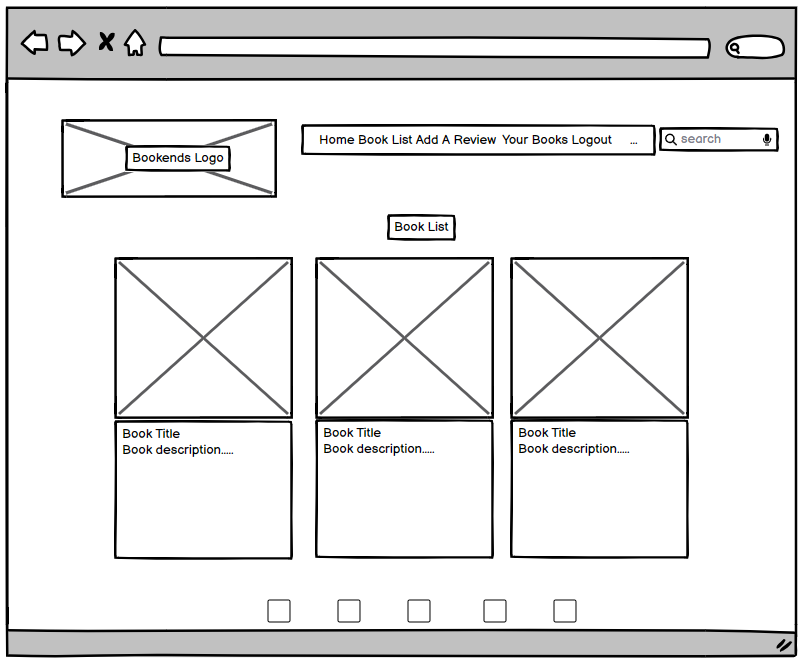 Bookends Logo
Home Book List Add A Review Your Books Logout ...
search
Book List
Book Title
Book description.....
Book Title
Book description.....
Book Title
Book description.....